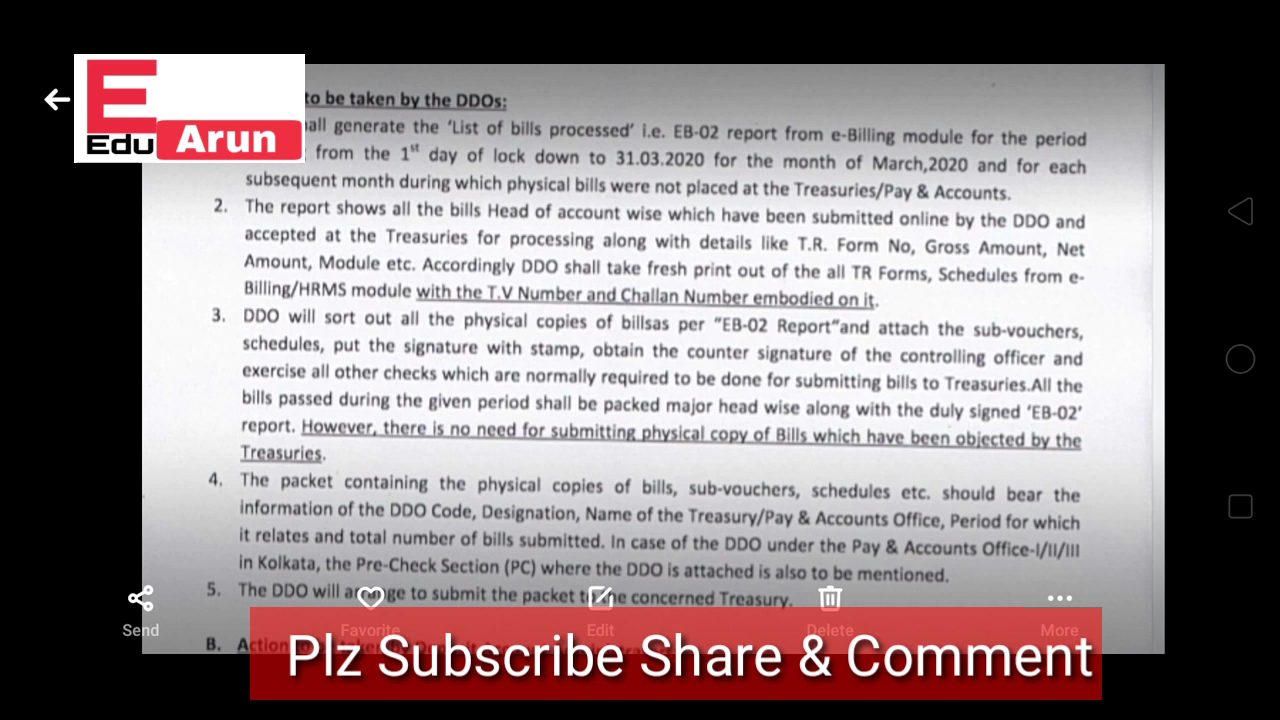 E
Edu Arun
to be taken by the DDOs:
all generate the 'List of bills processed' i.e. EB-02 report from e-Billing module for the period
from the 1st day of lock down to 31.03.2020 for the month of March,2020 and for each
subsequent month during which physical bills were not placed at the Treasuries/Pay & Accounts.
2. The report shows all the bills Head of account wise which have been submitted online by the DDO and
accepted at the Treasuries for processing along with details like T.R. Form No, Gross Amount, Net
Amount, Module etc. Accordingly DDO shall take fresh print out of the all TR Forms, Schedules from e-
Billing/HRMS module with the T.V Number and Challan Number embodied on it.
3. DDO will sort out all the physical copies of billsas per "EB-02 Report"and attach the sub-vouchers,
schedules, put the signature with stamp, obtain the counter signature of the controlling officer and
exercise all other checks which are normally required to be done for submitting bills to Treasuries.All the
bills passed during the given period shall be packed major head wise along with the duly signed 'EB-02'
report. However, there is no need for submitting physical copy of Bills which have been objected by the
Treasuries.
4. The packet containing the physical copies of bills, sub-vouchers, schedules etc. should bear the
information of the DDO Code, Designation, Name of the Treasury/Pay & Accounts Office, Period for which
it relates and total number of bills submitted. In case of the DDO under the Pay & Accounts Office-I/II/III
in Kolkata, the Pre-Check Section (PC) where the DDO is attached is also to be mentioned.
5. The DDO will arrange to submit the packet to the concerned Treasury.
Send Favorite Edit Delete More
B. Action
Plz Subscribe Share & Comment